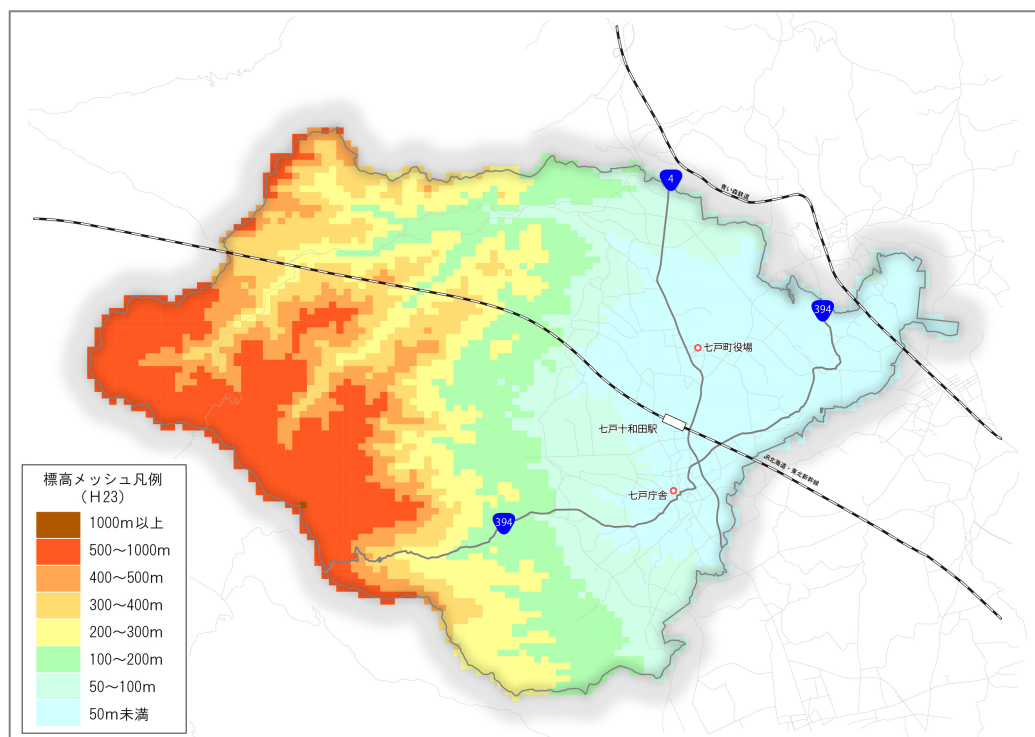 4
青い森鉄道
394
七戸町役場
七戸十和田駅
JR北海道・東北新幹線
七戸庁舎
394
標高メッシュ凡例
(H23)
1000m以上
500~1000m
400~500m
300~400m
200~300m
100~200m
50~100m
50m未満